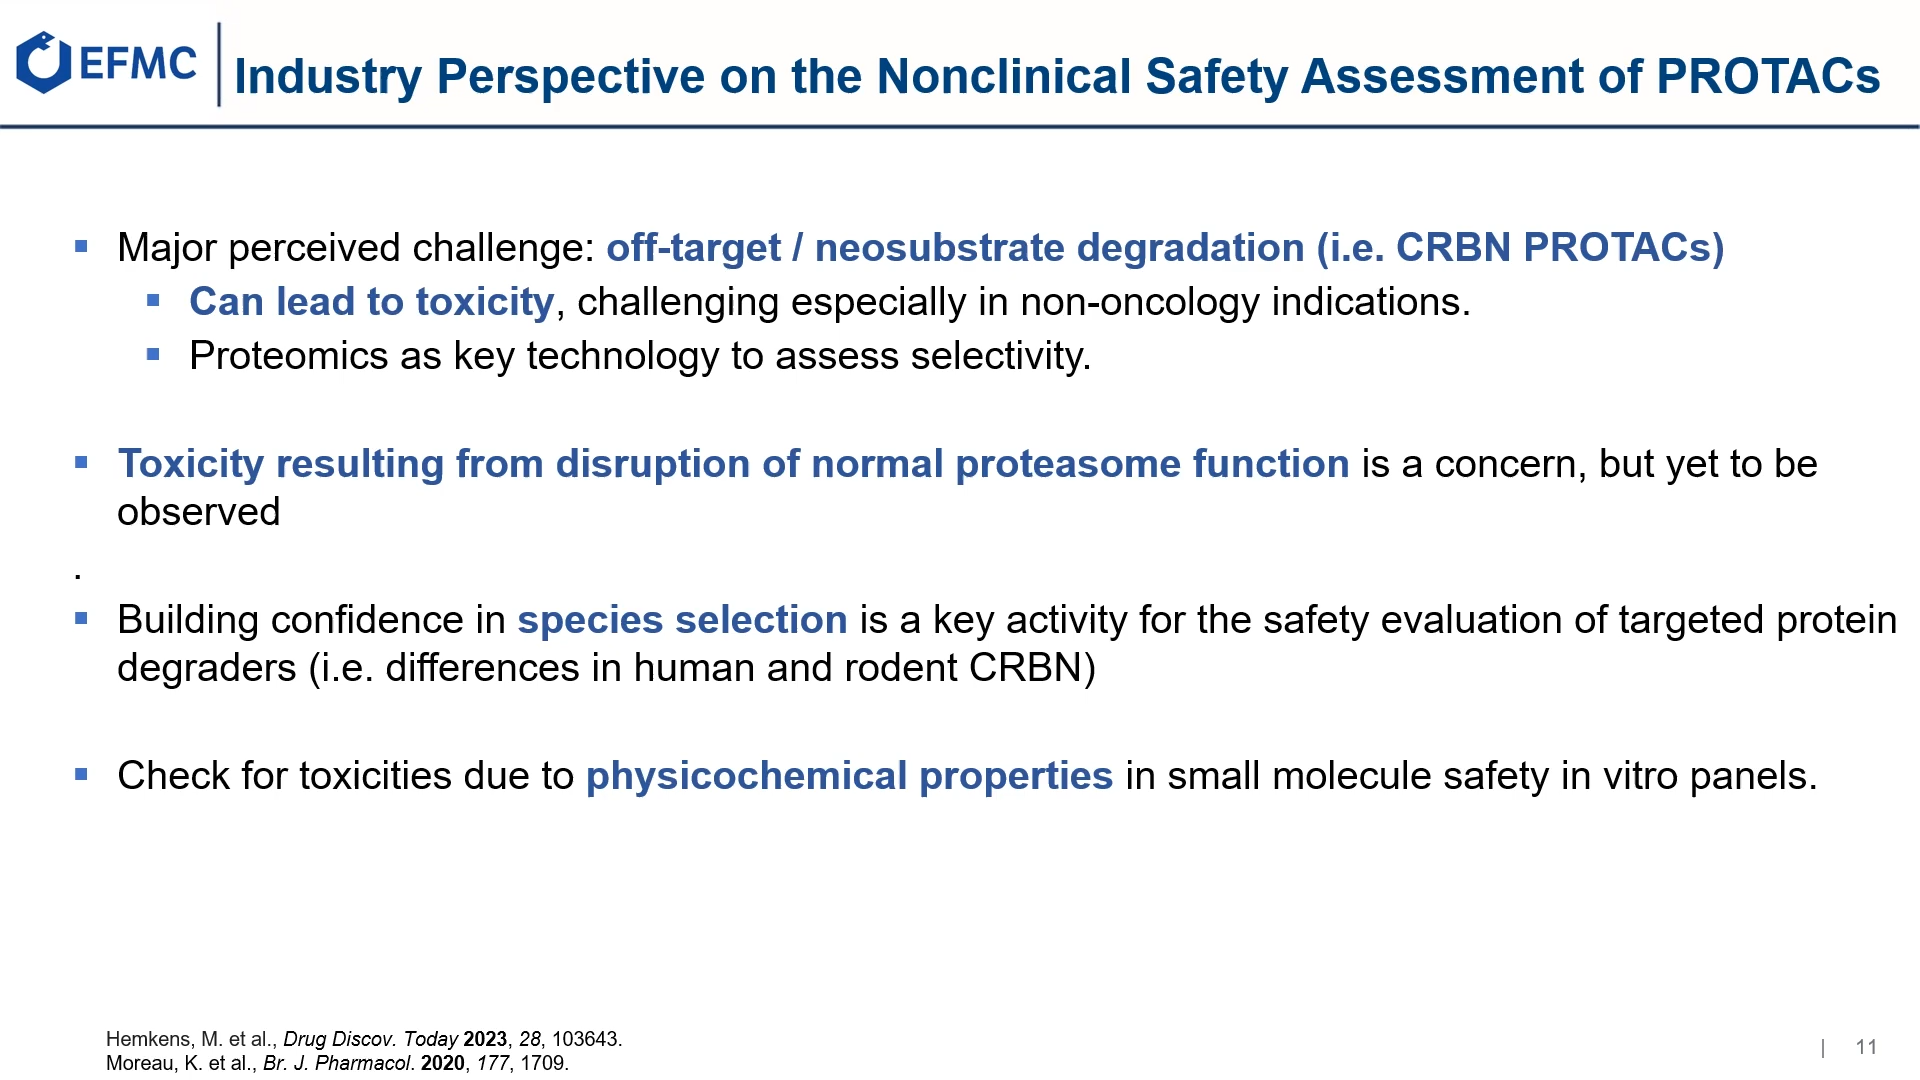 EFMC
Industry Perspective on the Nonclinical Safety Assessment of PROTACs
▪ Major perceived challenge: off-target / neosubstrate degradation (i.e. CRBN PROTACs)
▪ Can lead to toxicity, challenging especially in non-oncology indications.
▪ Proteomics as key technology to assess selectivity.
▪ Toxicity resulting from disruption of normal proteasome function is a concern, but yet to be
observed
.
▪ Building confidence in species selection is a key activity for the safety evaluation of targeted protein
degraders (i.e. differences in human and rodent CRBN)
▪ Check for toxicities due to physicochemical properties in small molecule safety in vitro panels.
Hemkens, M. et al., Drug Discov. Today 2023, 28, 103643.
Moreau, K. et al., Br. J. Pharmacol. 2020, 177, 1709.
| 11